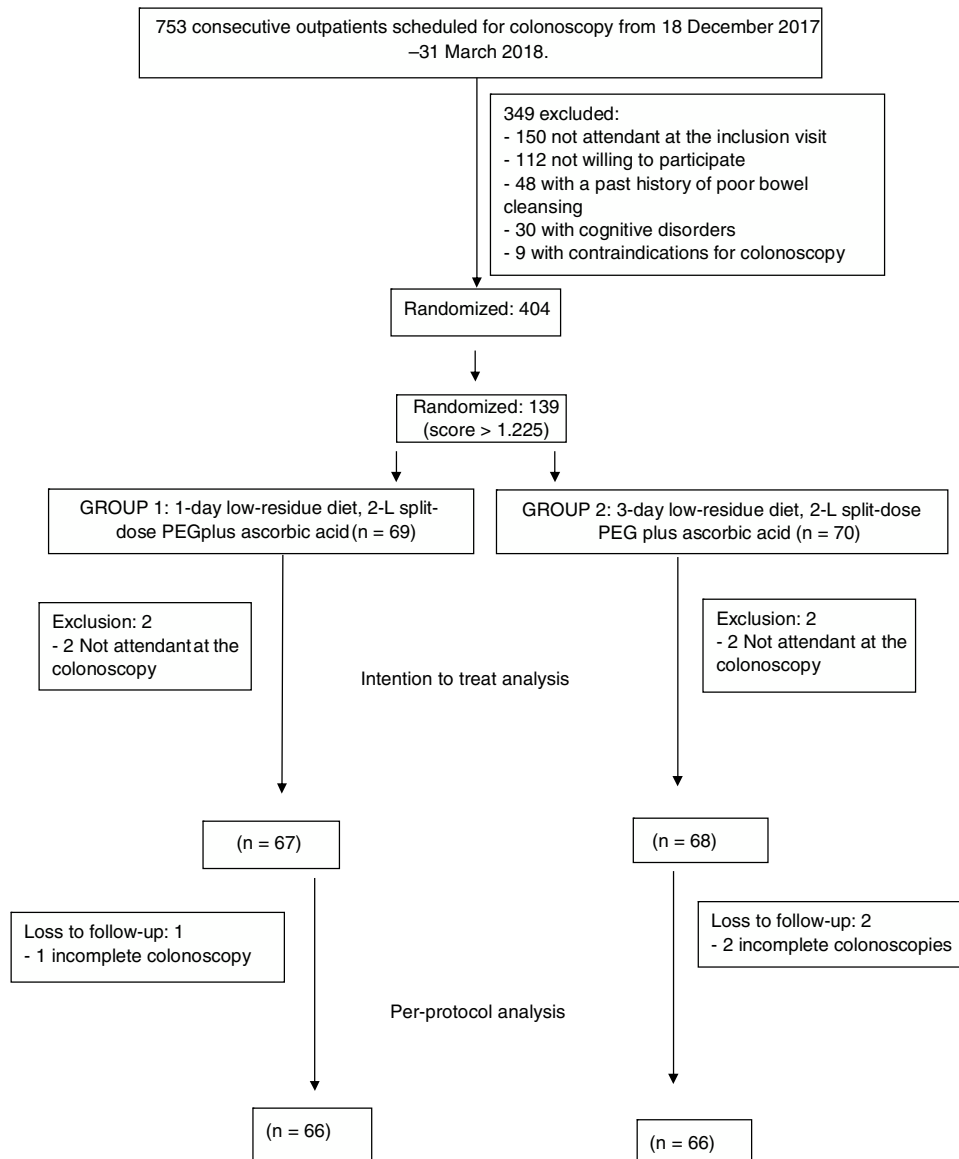 753 consecutive outpatients scheduled for colonoscopy from 18 December 2017
–31 March 2018.
349 excluded:
- 150 not attendant at the inclusion visit
- 112 not willing to participate
- 48 with a past history of poor bowel
cleansing
- 30 with cognitive disorders
- 9 with contraindications for colonoscopy
Randomized: 404
Randomized: 139
(score > 1.225)
GROUP 1: 1-day low-residue diet, 2-L split-
dose PEGplus ascorbic acid (n = 69)
GROUP 2: 3-day low-residue diet, 2-L split-dose
PEG plus ascorbic acid (n = 70)
Exclusion: 2
- 2 Not attendant at the
colonoscopy
Exclusion: 2
- 2 Not attendant at the
colonoscopy
Intention to treat analysis
(n = 67)
(n = 68)
Loss to follow-up: 1
- 1 incomplete colonoscopy
Loss to follow-up: 2
- 2 incomplete colonoscopies
Per-protocol analysis
(n = 66)
(n = 66)